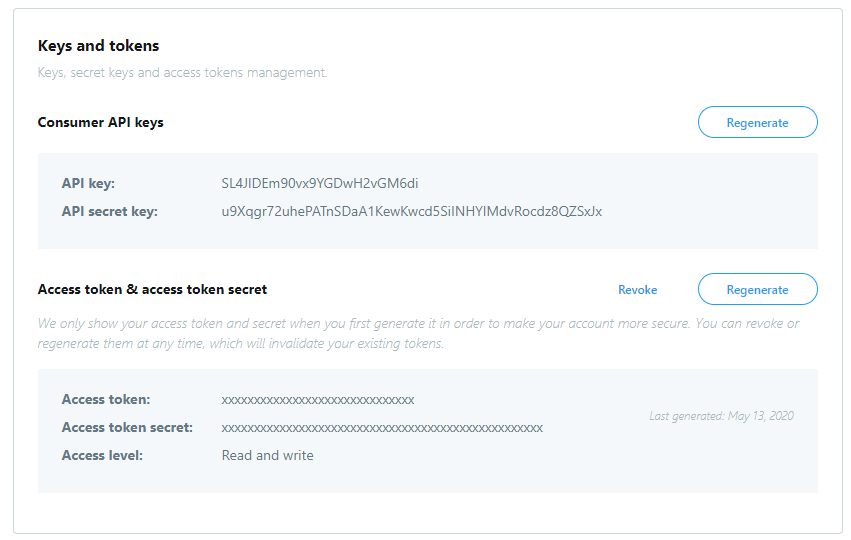 Keys and tokens
Keys, secret keys and access tokens management.
Consumer API keys
Regenerate
API key: SL4JIDEm90vx9YGDwH2vGM6di
API secret key: u9Xqgr72uhePATnSDaA1KewKwcd5SiINHYIMdvRocdz8QZSxJx
Access token & access token secret
Revoke
Regenerate
We only show your access token and secret when you first generate it in order to make your account more secure. You can revoke or
regenerate them at any time, which will invalidate your existing tokens.
Access token: xxxxxxxxxxxxxxxxxxxxxxxxxxxxxx
Last generated: May 13, 2020
Access token secret: xxxxxxxxxxxxxxxxxxxxxxxxxxxxxxxxxxxxxxxxxxxxxxxxxx
Access level: Read and write